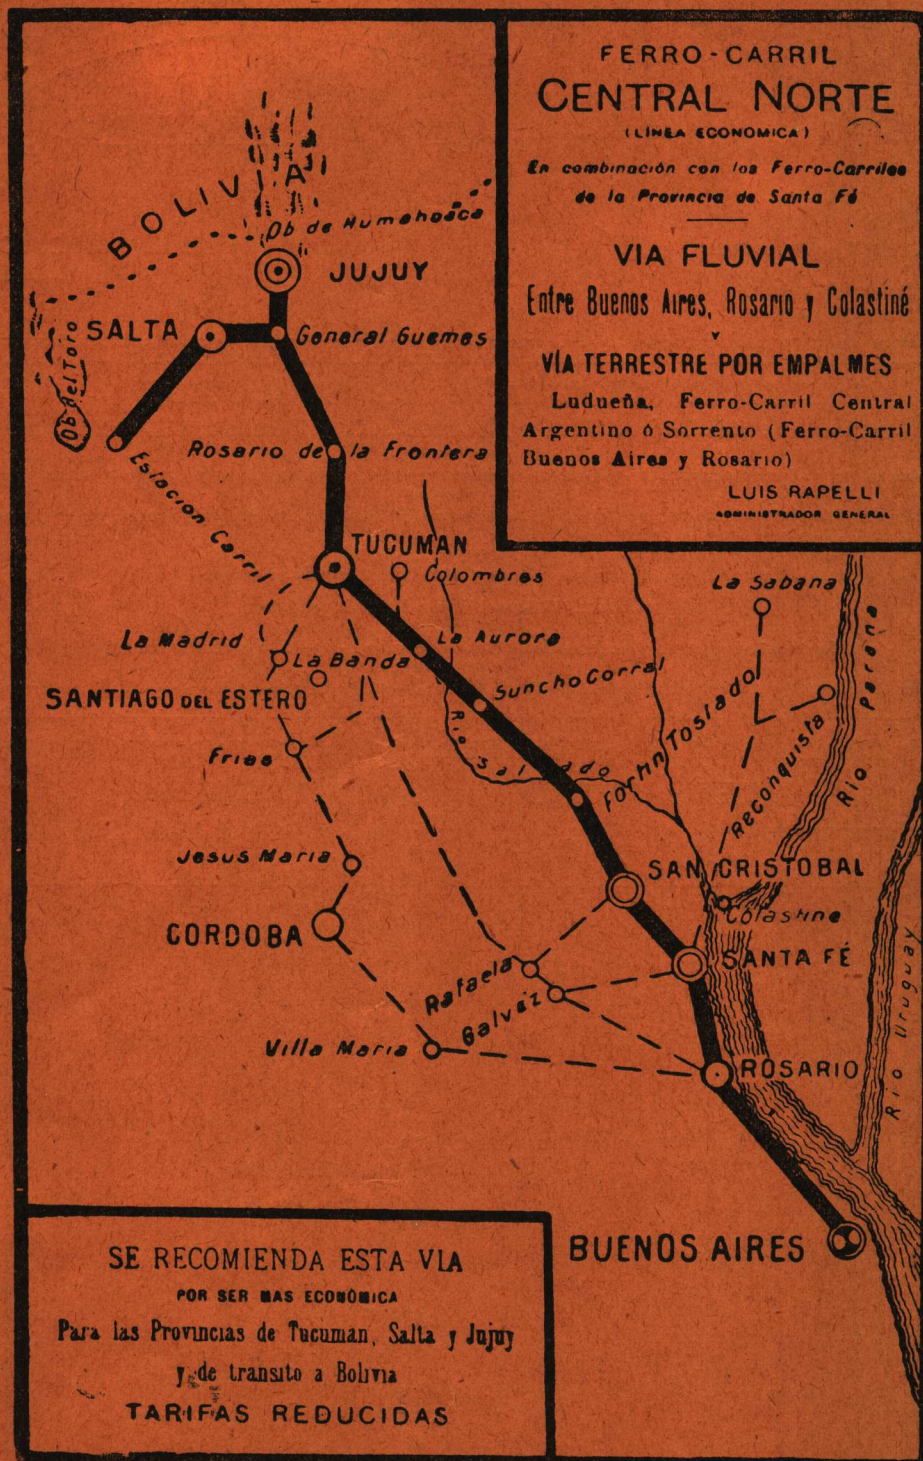 FERRO-CARRIL
CENTRAL NORTE
(LÍNEA ECONOMICA)
En combinación con los Ferro-Carriles
de la Provincia de Santa Fé
VIA FLUVIAL
Entre Buenos Aires, Rosario y Colastiné
Y
VÍA TERRESTRE POR EMPALMES
Ludueña, Ferro-Carril Central
Argentino ó Sorrento (Ferro-Carril
Buenos Aires y Rosario)
LUIS RAPELLI
ADMINISTRADOR GENERAL
BOLIVIA
Qb de Humahoaca
JUJUY
SALTA
General Guemes
Qb del Toro
Rosario de la Frontera
Estacion Carril
TUCUMAN
Colombres
La Sabana
La Madrid
La Aurora
La Banda
Suncho Corral
SANTIAGO DEL ESTERO
Rio Salado
Fortin Tostado
Rio Parana
Reconquista
Frias
Jesus Maria
SAN CRISTOBAL
Colastine
CORDOBA
SANTA FÉ
Rafaela
Galvez
Rio Uruguay
Villa Maria
ROSARIO
BUENOS AIRES
SE RECOMIENDA ESTA VIA
POR SER MAS ECONÓMICA
Para las Provincias de Tucuman, Salta y Jujuy
y de transito a Bolivia
TARIFAS REDUCIDAS